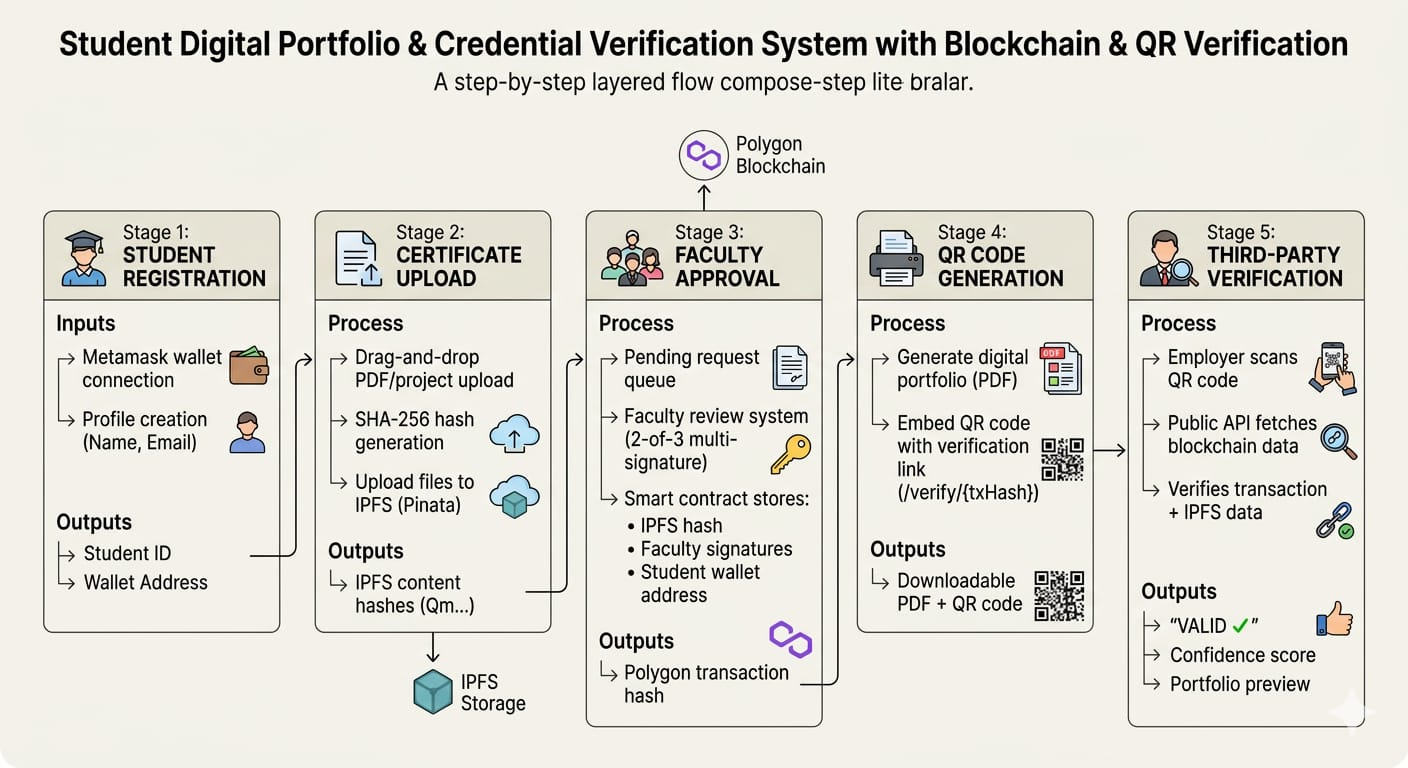 Student Digital Portfolio & Credential Verification System with Blockchain & QR Verification
A step-by-step layered flow compose-step lite bralar.
Polygon
Blockchain
Stage 1:
STUDENT
REGISTRATION
Inputs
Metamask wallet
connection
Profile creation
(Name, Email)
Outputs
Student ID
Wallet Address
Stage 2:
CERTIFICATE
UPLOAD
Process
Drag-and-drop
PDF/project upload
SHA-256 hash
generation
Upload files to
IPFS (Pinata)
Outputs
IPFS content
hashes (Qm...)
IPFS
Storage
Stage 3:
FACULTY
APPROVAL
Process
Pending request
queue
Faculty review system
(2-of-3 multi-
signature)
Smart contract stores:
• IPFS hash
• Faculty signatures
• Student wallet
address
Outputs
Polygon transaction
hash
Stage 4:
QR CODE
GENERATION
Process
Generate digital
portfolio (PDF)
ODF
Embed QR code
with verification
link
(/verify/{txHash})
Outputs
Downloadable
PDF + QR code
Stage 5:
THIRD-PARTY
VERIFICATION
Process
Employer scans
QR code
Public API fetches
blockchain data
Verifies transaction
+ IPFS data
Outputs
“VALID ✓”
Confidence score
Portfolio preview